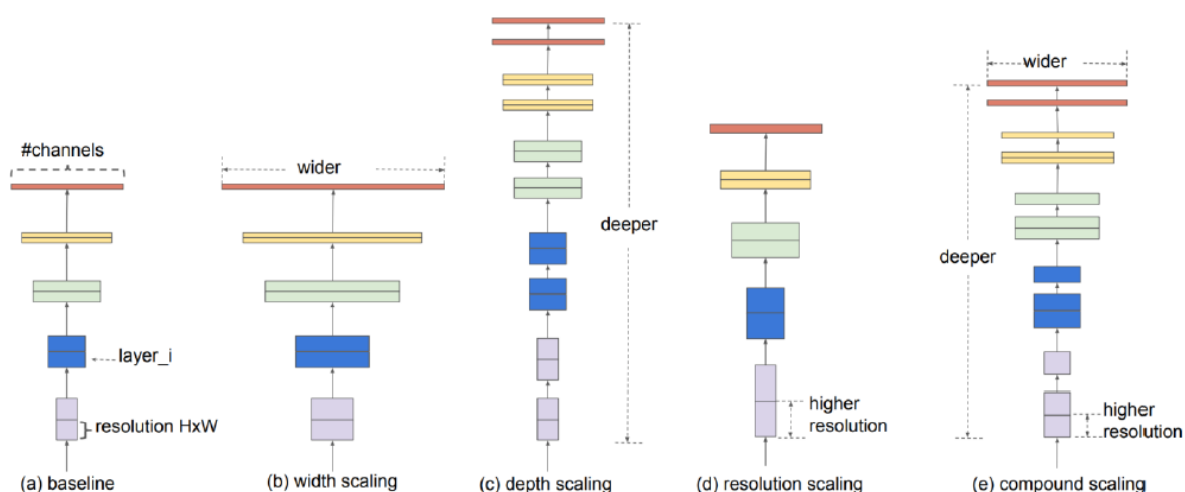 #channels
layer_i
resolution HxW
(a) baseline
wider
(b) width scaling
deeper
(c) depth scaling
higher
resolution
(d) resolution scaling
wider
deeper
higher
resolution
(e) compound scaling